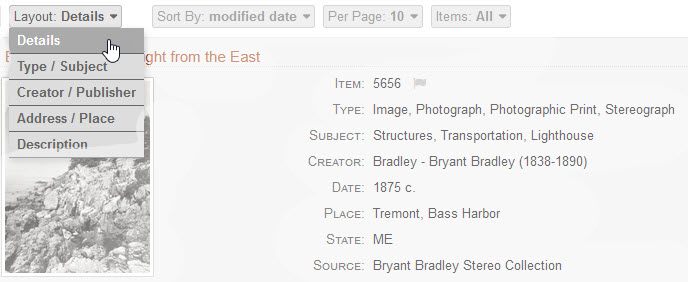 Layout: Details Sort By: modified date Per Page: 10 Items: All
Details
Type / Subject
Creator / Publisher
Address / Place
Description
ght from the East
Item: 5656
Type: Image, Photograph, Photographic Print, Stereograph
Subject: Structures, Transportation, Lighthouse
Creator: Bradley - Bryant Bradley (1838-1890)
Date: 1875 c.
Place: Tremont, Bass Harbor
State: ME
Source: Bryant Bradley Stereo Collection